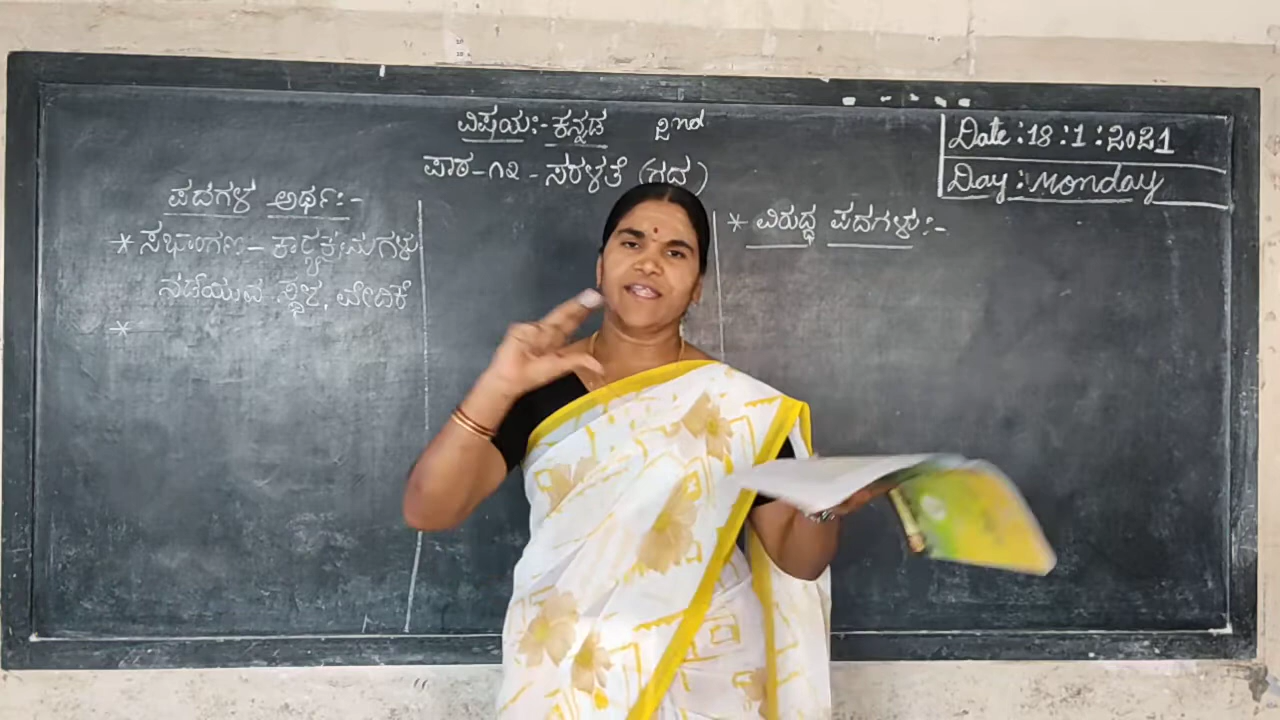 ವಿಷಯ:- ಕನ್ನಡ 2nd
ಪಾಠ-೧೩ - ಸರಳತೆ (ಗದ್ಯ)
Date : 18 : 1 : 2021
Day : Monday
ಪದಗಳ ಅರ್ಥ:-
* ಸಭಾಂಗಣ - ಕಾರ್ಯಕ್ರಮಗಳು
ನಡೆಯುವ ಸ್ಥಳ, ವೇದಿಕೆ
*
* ವಿರುದ್ಧ ಪದಗಳು:-